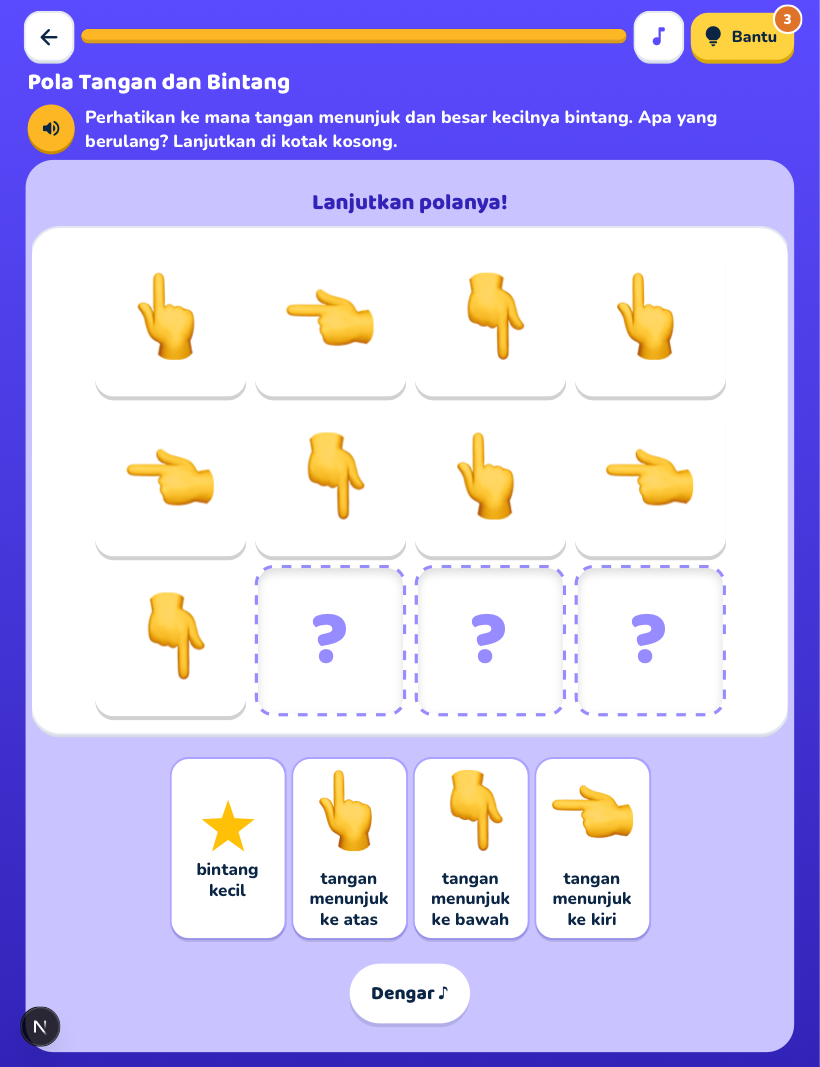 3
Bantu
Pola Tangan dan Bintang
Perhatikan ke mana tangan menunjuk dan besar kecilnya bintang. Apa yang
berulang? Lanjutkan di kotak kosong.
Lanjutkan polanya!
? ? ?
bintang
kecil
tangan
menunjuk
ke atas
tangan
menunjuk
ke bawah
tangan
menunjuk
ke kiri
Dengar ♪
N